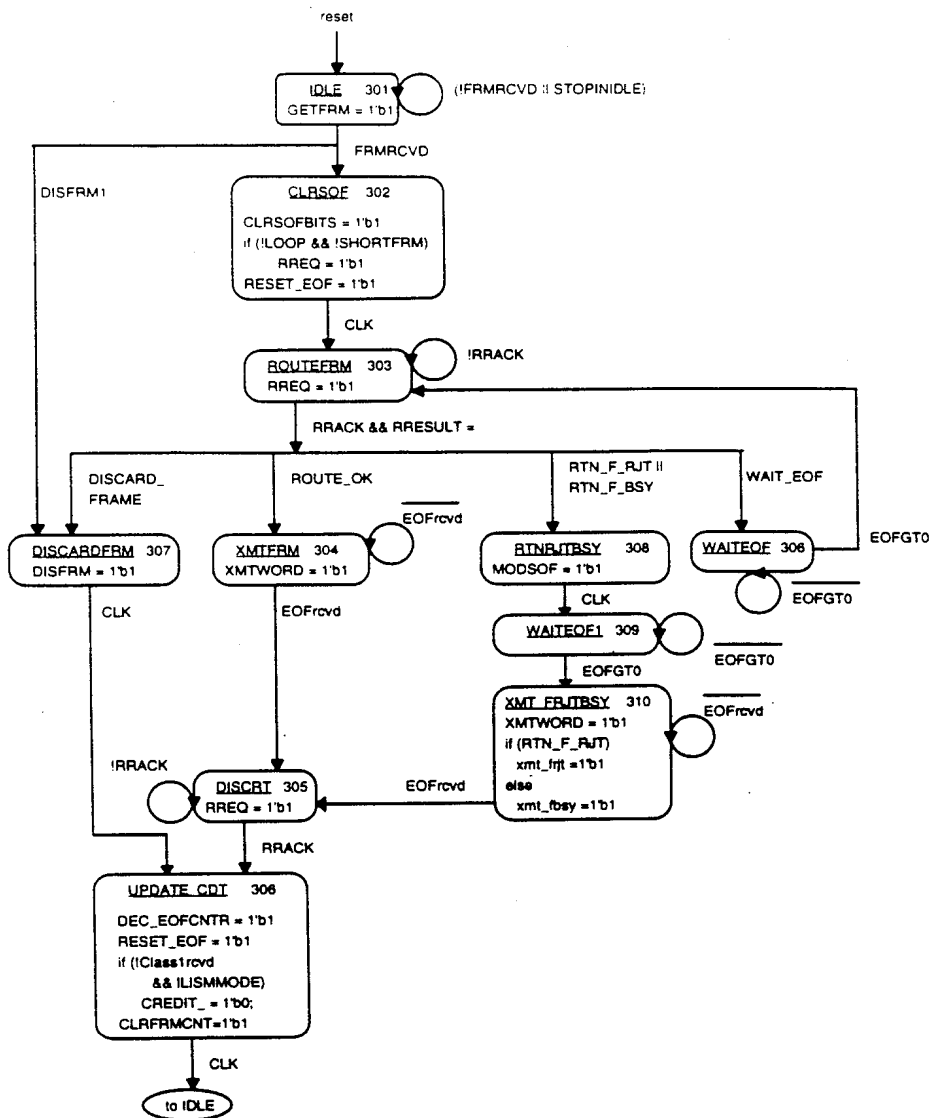 reset
IDLE 301
GETFRM = 1'b1
(!FRMRCVD || STOPINIDLE)
FRMRCVD
DISFRM1
CLRSOF 302
CLRSOFBITS = 1'b1
if (!LOOP && !SHORTFRM)
RREQ = 1'b1
RESET_EOF = 1'b1
CLK
ROUTEFRM 303
RREQ = 1'b1
!RRACK
RRACK && RRESULT =
DISCARD_
FRAME
ROUTE_OK
RTN_F_RJT ||
RTN_F_BSY
WAIT_EOF
EOFrcvd
EOFGT0
DISCARDFRM 307
DISFRM = 1'b1
XMTFRM 304
XMTWORD = 1'b1
RTNRJTBSY 308
MODSOF = 1'b1
WAITEOF 306
EOFGT0
CLK
EOFrcvd
CLK
WAITEOF1 309
EOFGT0
EOFGT0
XMT_FRJTBSY 310
XMTWORD = 1'b1
if (RTN_F_RJT)
xmt_frjt =1'b1
else
xmt_fbsy =1'b1
EOFrcvd
!RRACK
DISCRT 305
RREQ = 1'b1
EOFrcvd
RRACK
UPDATE_CDT 306
DEC_EOFCNTR = 1'b1
RESET_EOF = 1'b1
if (!Class1rcvd
&& !LISMMODE)
CREDIT_ = 1'b0;
CLRFRMCNT=1'b1
CLK
to IDLE